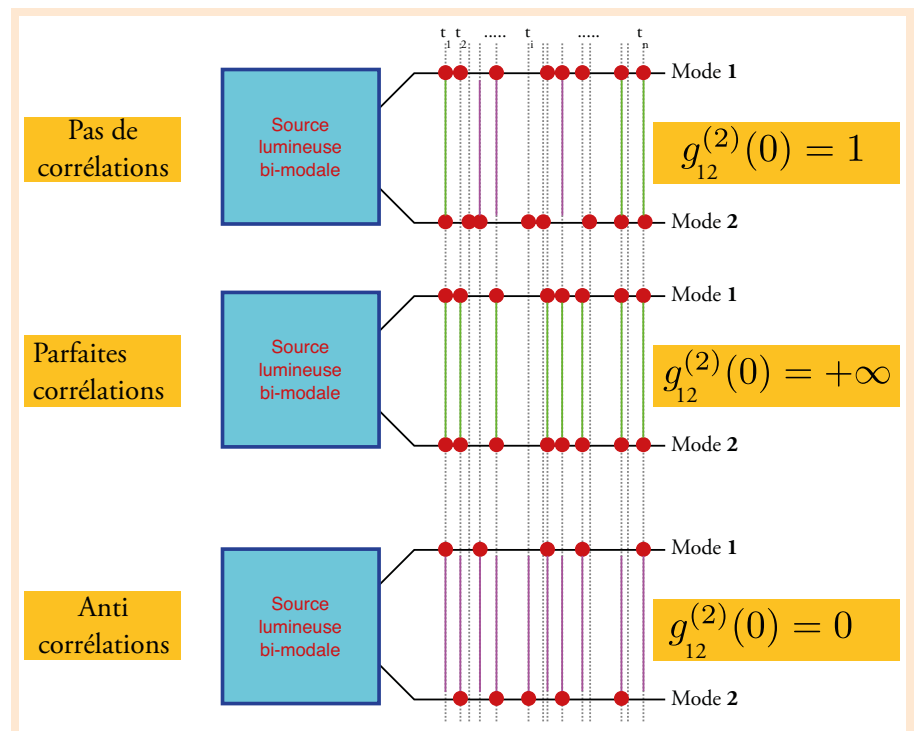 t₁ t₂ ..... tᵢ ..... tₙ
Pas de
corrélations
Source
lumineuse
bi-modale
Mode 1
Mode 2
g₁₂⁽²⁾(0) = 1
Parfaites
corrélations
Source
lumineuse
bi-modale
Mode 1
Mode 2
g₁₂⁽²⁾(0) = +∞
Anti
corrélations
Source
lumineuse
bi-modale
Mode 1
Mode 2
g₁₂⁽²⁾(0) = 0